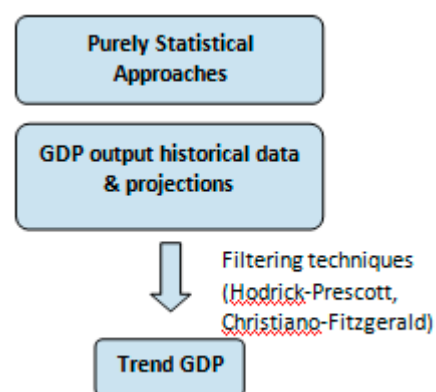 Purely Statistical
Approaches
GDP output historical data
& projections
Filtering techniques
(Hodrick-Prescott,
Christiano-Fitzgerald)
Trend GDP